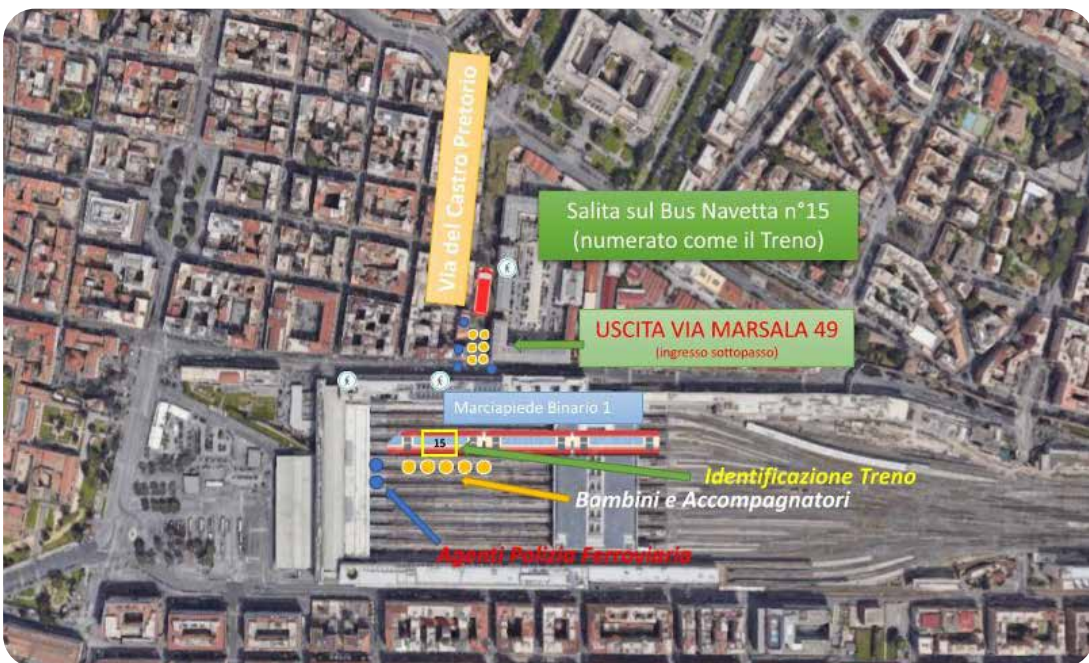 Via del Castro Pretorio
Salita sul Bus Navetta n°15
(numerato come il Treno)
USCITA VIA MARSALA 49
(ingresso sottopasso)
Marciapiede Binario 1
15
Identificazione Treno
Bambini e Accompagnatori
Agenti Polizia Ferroviaria